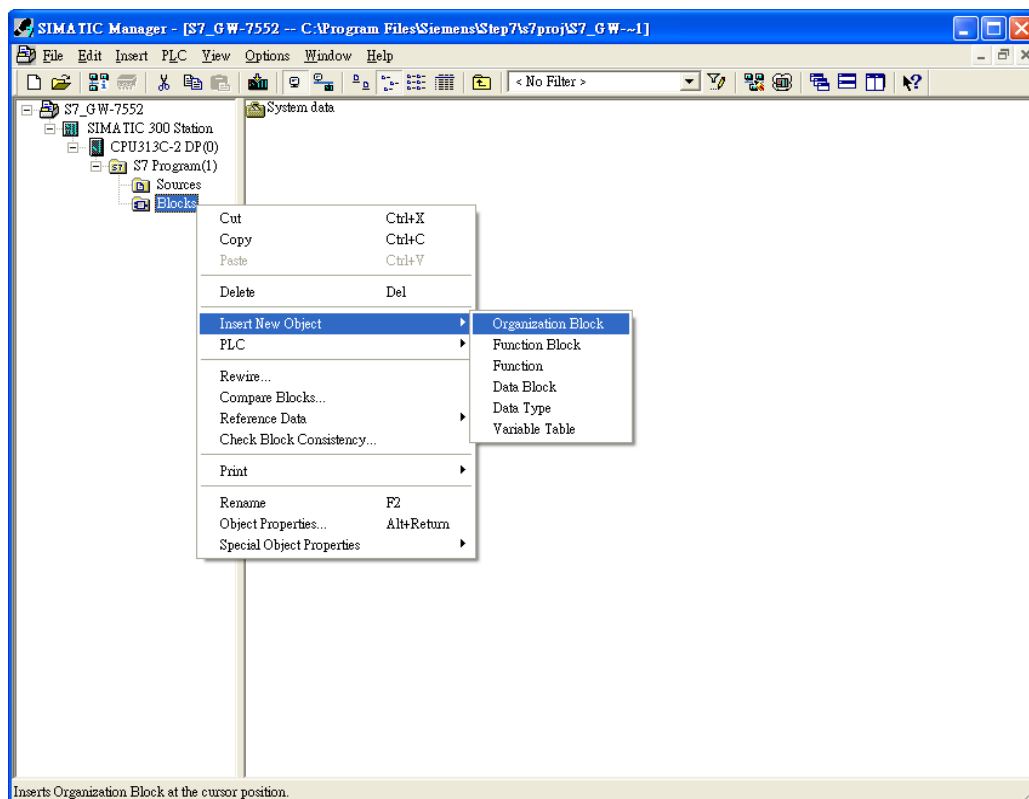 SIMATIC Manager - [S7_GW-7552 -- C:\Program Files\Siemens\Step7\s7proj\S7_GW-~1]
File Edit Insert PLC View Options Window Help
< No Filter >
S7_GW-7552
SIMATIC 300 Station
CPU313C-2 DP(0)
S7 Program(1)
Sources
Blocks
System data
Cut Ctrl+X
Copy Ctrl+C
Paste Ctrl+V
Delete Del
Insert New Object
PLC
Rewire...
Compare Blocks...
Reference Data
Check Block Consistency...
Print
Rename F2
Object Properties... Alt+Return
Special Object Properties
Organization Block
Function Block
Function
Data Block
Data Type
Variable Table
Inserts Organization Block at the cursor position.